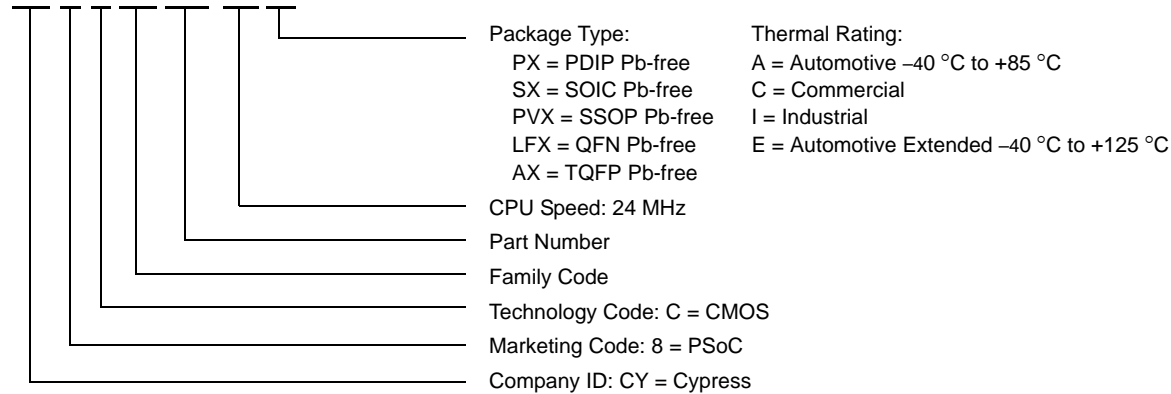 Package Type:
PX = PDIP Pb-free
SX = SOIC Pb-free
PVX = SSOP Pb-free
LFX = QFN Pb-free
AX = TQFP Pb-free
Thermal Rating:
A = Automotive –40 °C to +85 °C
C = Commercial
I = Industrial
E = Automotive Extended –40 °C to +125 °C
CPU Speed: 24 MHz
Part Number
Family Code
Technology Code: C = CMOS
Marketing Code: 8 = PSoC
Company ID: CY = Cypress